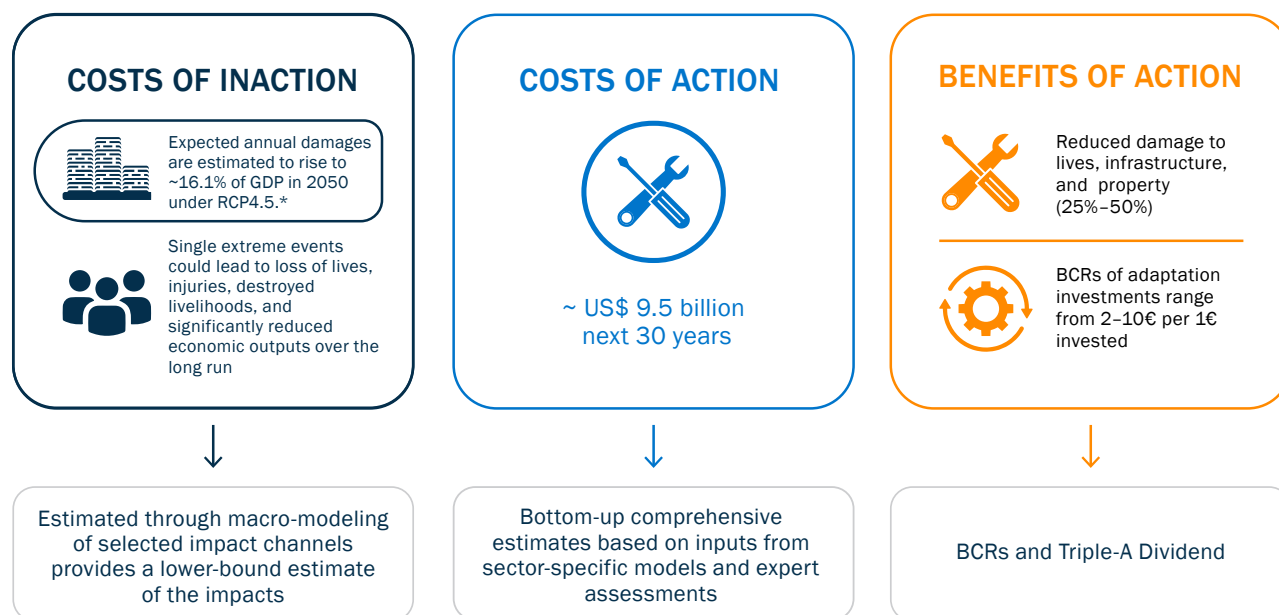 COSTS OF INACTION
Expected annual damages
are estimated to rise to
~16.1% of GDP in 2050
under RCP4.5.*
Single extreme events
could lead to loss of lives,
injuries, destroyed
livelihoods, and
significantly reduced
economic outputs over the
long run
Estimated through macro-modeling
of selected impact channels
provides a lower-bound estimate
of the impacts
COSTS OF ACTION
~ US$ 9.5 billion
next 30 years
Bottom-up comprehensive
estimates based on inputs from
sector-specific models and expert
assessments
BENEFITS OF ACTION
Reduced damage to
lives, infrastructure,
and property
(25%–50%)
BCRs of adaptation
investments range
from 2–10€ per 1€
invested
BCRs and Triple-A Dividend